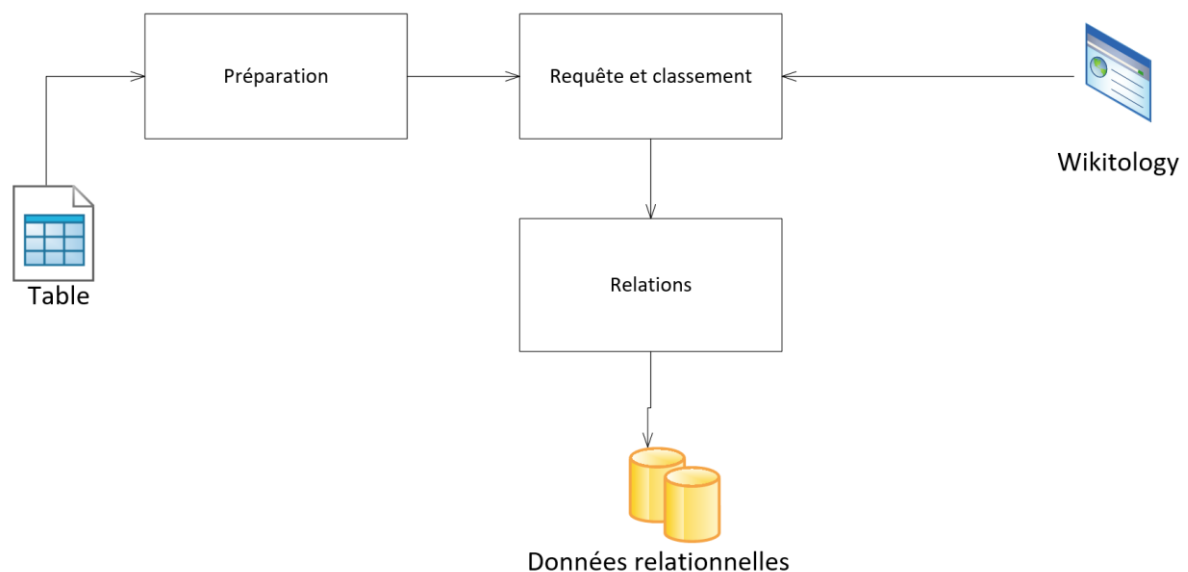 Préparation
Requête et classement
Wikitology
Table
Relations
Données relationnelles